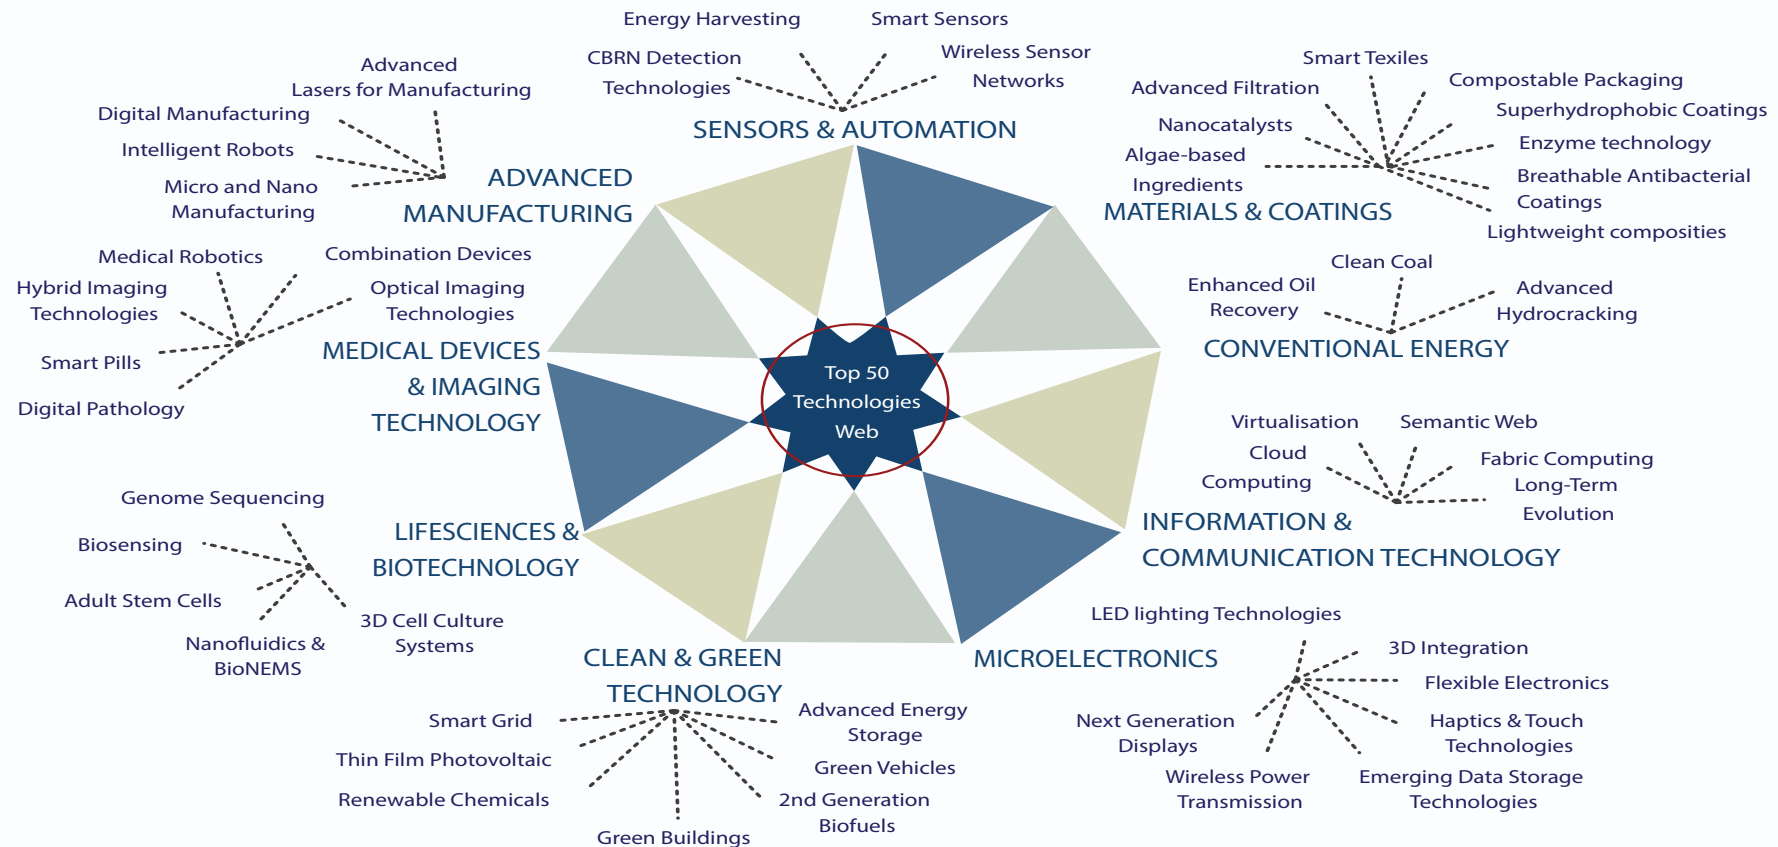 Energy Harvesting
Smart Sensors
CBRN Detection
Technologies
Wireless Sensor
Networks
SENSORS & AUTOMATION
Smart Texiles
Advanced Filtration
Compostable Packaging
Nanocatalysts
Superhydrophobic Coatings
Algae-based
Ingredients
Enzyme technology
Breathable Antibacterial
Coatings
Lightweight composities
MATERIALS & COATINGS
Clean Coal
Enhanced Oil
Recovery
Advanced
Hydrocracking
CONVENTIONAL ENERGY
Virtualisation
Semantic Web
Cloud
Computing
Fabric Computing
Long-Term
Evolution
INFORMATION &
COMMUNICATION TECHNOLOGY
LED lighting Technologies
3D Integration
Flexible Electronics
Next Generation
Displays
Haptics & Touch
Technologies
Wireless Power
Transmission
Emerging Data Storage
Technologies
MICROELECTRONICS
CLEAN & GREEN
TECHNOLOGY
Smart Grid
Advanced Energy
Storage
Thin Film Photovoltaic
Green Vehicles
Renewable Chemicals
2nd Generation
Biofuels
Green Buildings
Genome Sequencing
Biosensing
Adult Stem Cells
Nanofluidics &
BioNEMS
3D Cell Culture
Systems
LIFESCIENCES &
BIOTECHNOLOGY
Medical Robotics
Combination Devices
Hybrid Imaging
Technologies
Optical Imaging
Technologies
Smart Pills
Digital Pathology
MEDICAL DEVICES
& IMAGING
TECHNOLOGY
Advanced
Lasers for Manufacturing
Digital Manufacturing
Intelligent Robots
Micro and Nano
Manufacturing
ADVANCED
MANUFACTURING
Top 50
Technologies
Web